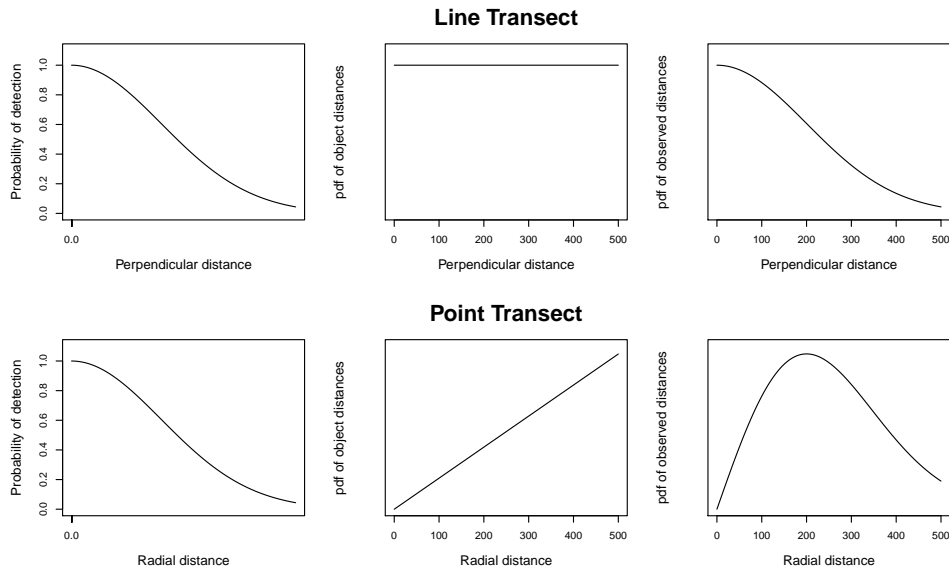 Line Transect
Probability of detection
0.0 0.2 0.4 0.6 0.8 1.0
0.0
Perpendicular distance
pdf of object distances
0 100 200 300 400 500
Perpendicular distance
pdf of observed distances
0 100 200 300 400 500
Perpendicular distance
Point Transect
Probability of detection
0.0 0.2 0.4 0.6 0.8 1.0
0.0
Radial distance
pdf of object distances
0 100 200 300 400 500
Radial distance
pdf of observed distances
0 100 200 300 400 500
Radial distance